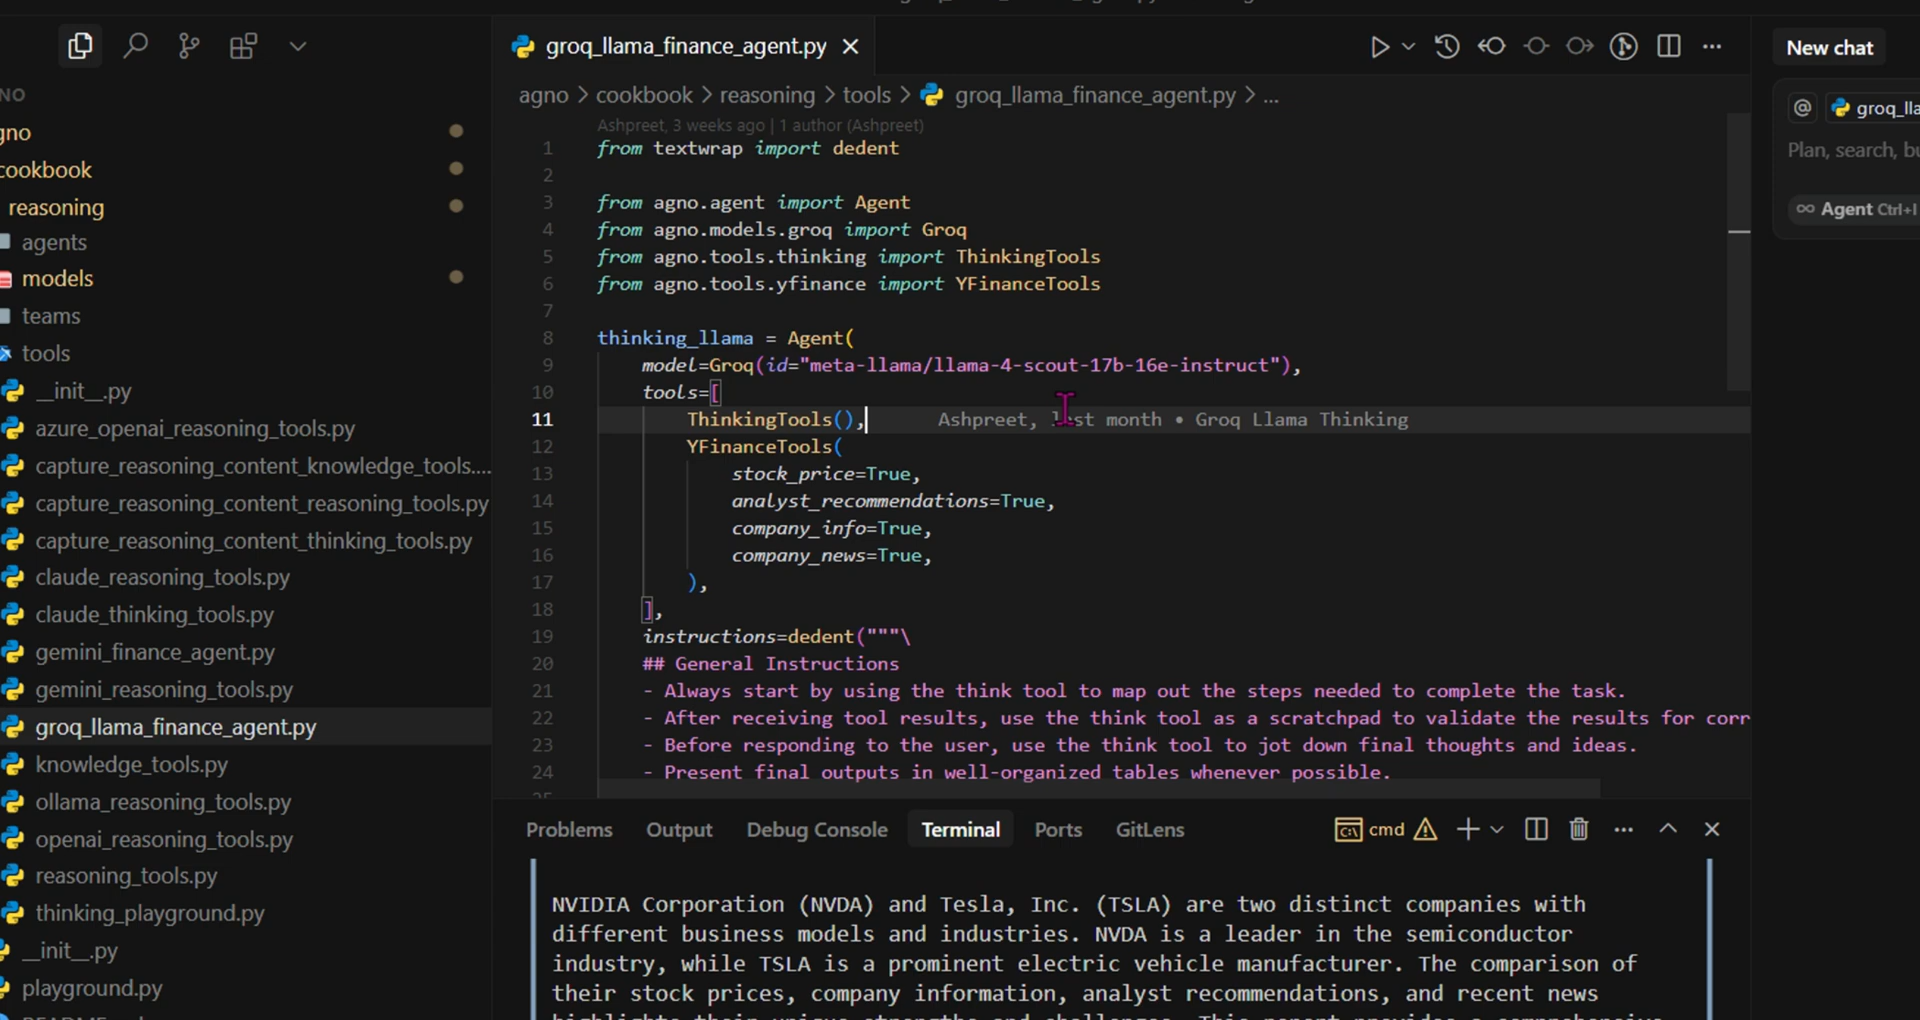 groq_llama_finance_agent.py
New chat
NO
gno
cookbook
reasoning
agents
models
teams
tools
__init__.py
azure_openai_reasoning_tools.py
capture_reasoning_content_knowledge_tools....
capture_reasoning_content_reasoning_tools.py
capture_reasoning_content_thinking_tools.py
claude_reasoning_tools.py
claude_thinking_tools.py
gemini_finance_agent.py
gemini_reasoning_tools.py
groq_llama_finance_agent.py
knowledge_tools.py
ollama_reasoning_tools.py
openai_reasoning_tools.py
reasoning_tools.py
thinking_playground.py
__init__.py
playground.py
agno > cookbook > reasoning > tools > groq_llama_finance_agent.py > ...
Ashpreet, 3 weeks ago | 1 author (Ashpreet)
1 from textwrap import dedent
2
3 from agno.agent import Agent
4 from agno.models.groq import Groq
5 from agno.tools.thinking import ThinkingTools
6 from agno.tools.yfinance import YFinanceTools
7
8 thinking_llama = Agent(
9 model=Groq(id="meta-llama/llama-4-scout-17b-16e-instruct"),
10 tools=[
11 ThinkingTools(), Ashpreet, last month • Groq Llama Thinking
12 YFinanceTools(
13 stock_price=True,
14 analyst_recommendations=True,
15 company_info=True,
16 company_news=True,
17 ),
18 ],
19 instructions=dedent("""\
20 ## General Instructions
21 - Always start by using the think tool to map out the steps needed to complete the task.
22 - After receiving tool results, use the think tool as a scratchpad to validate the results for corr
23 - Before responding to the user, use the think tool to jot down final thoughts and ideas.
24 - Present final outputs in well-organized tables whenever possible.
Problems Output Debug Console Terminal Ports GitLens cmd
NVIDIA Corporation (NVDA) and Tesla, Inc. (TSLA) are two distinct companies with
different business models and industries. NVDA is a leader in the semiconductor
industry, while TSLA is a prominent electric vehicle manufacturer. The comparison of
their stock prices, company information, analyst recommendations, and recent news
@ groq_lla
Plan, search, bu
∞ Agent Ctrl+I